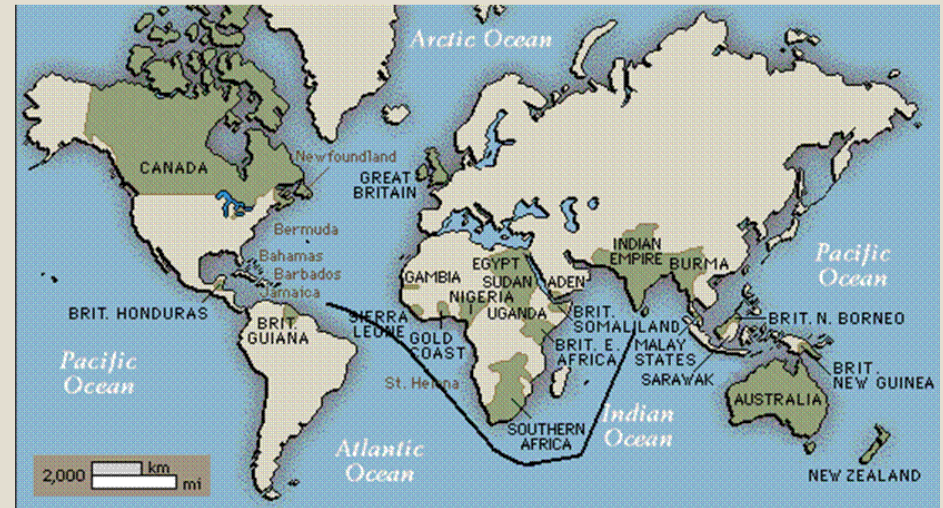 Arctic Ocean
CANADA
Newfoundland
GREAT
BRITAIN
Bermuda
Bahamas
Barbados
Jamaica
BRIT. HONDURAS
BRIT.
GUIANA
GAMBIA
SIERRA
LEONE
GOLD
COAST
NIGERIA
EGYPT
SUDAN
UGANDA
ADEN
BRIT.
SOMALILAND
BRIT. E.
AFRICA
INDIAN
EMPIRE
BURMA
MALAY
STATES
SARAWAK
BRIT. N. BORNEO
BRIT.
NEW GUINEA
Pacific
Ocean
Pacific
Ocean
St. Helena
SOUTHERN
AFRICA
Atlantic
Ocean
Indian
Ocean
AUSTRALIA
NEW ZEALAND
2,000 km
mi